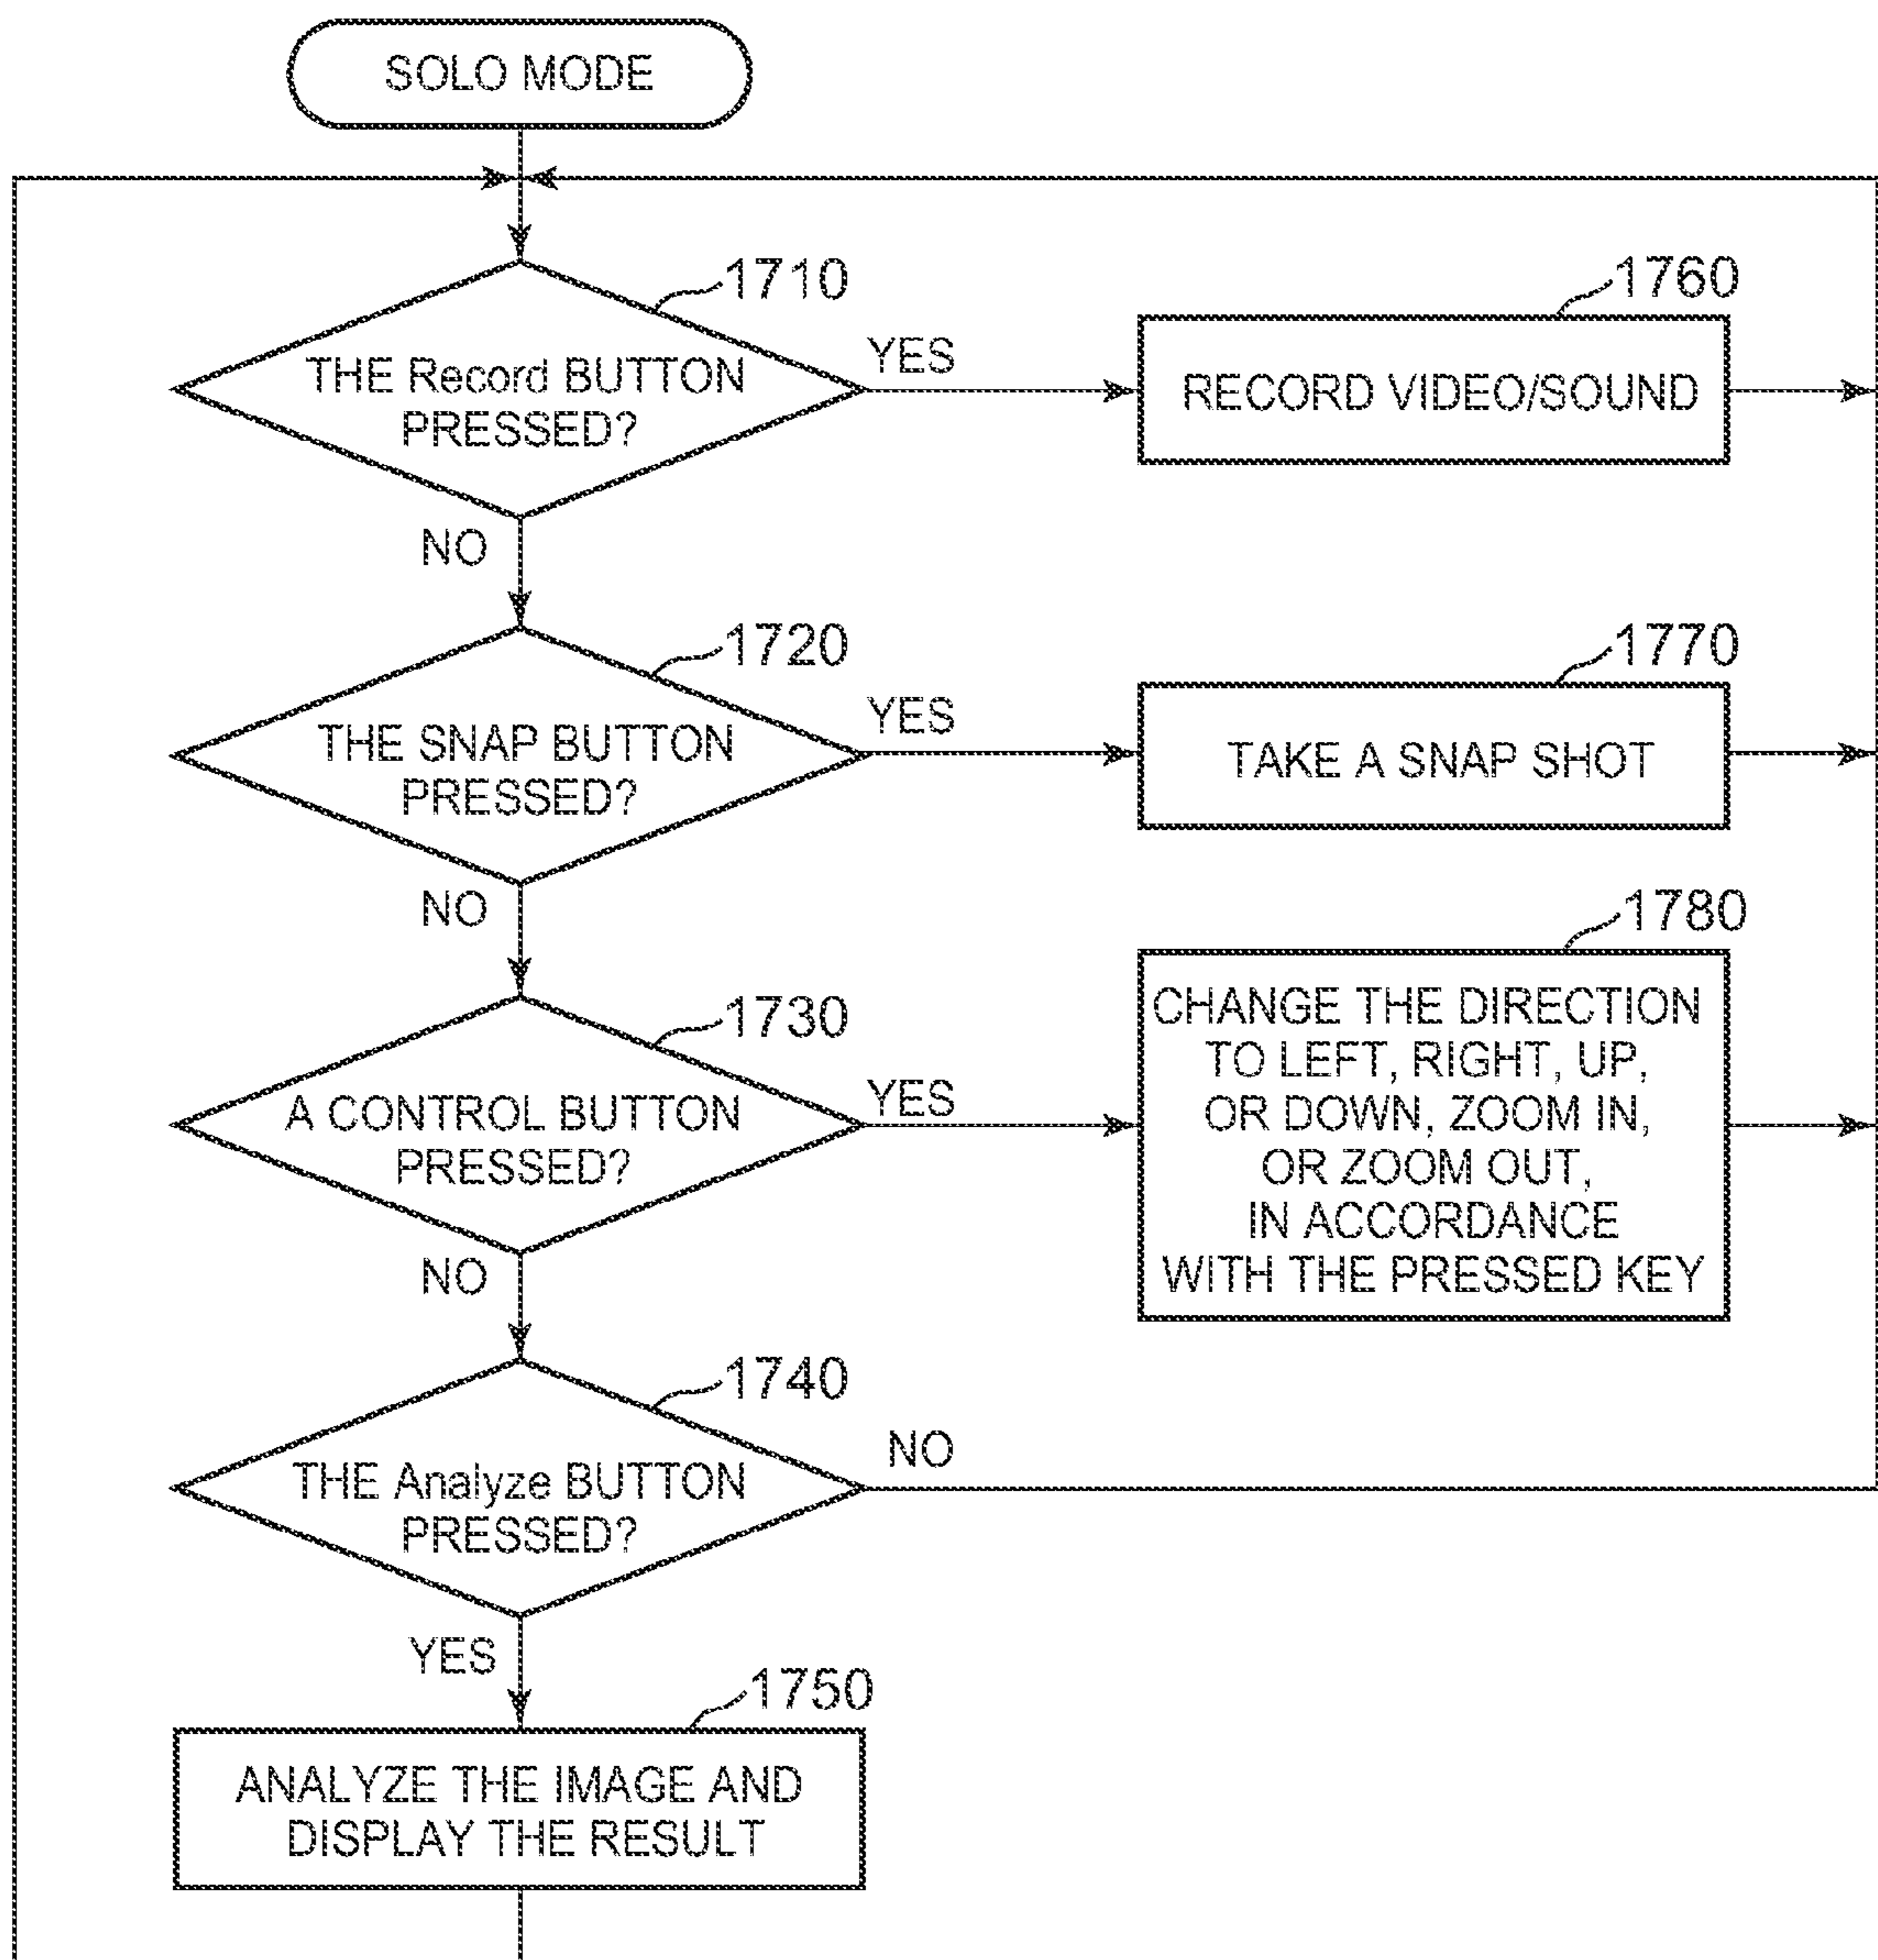 SOLO MODE
1710
THE Record BUTTON
PRESSED?
YES
1760
RECORD VIDEO/SOUND
NO
1720
THE SNAP BUTTON
PRESSED?
YES
1770
TAKE A SNAP SHOT
NO
1730
A CONTROL BUTTON
PRESSED?
YES
1780
CHANGE THE DIRECTION
TO LEFT, RIGHT, UP,
OR DOWN, ZOOM IN,
OR ZOOM OUT,
IN ACCORDANCE
WITH THE PRESSED KEY
NO
1740
THE Analyze BUTTON
PRESSED?
NO
YES
1750
ANALYZE THE IMAGE AND
DISPLAY THE RESULT